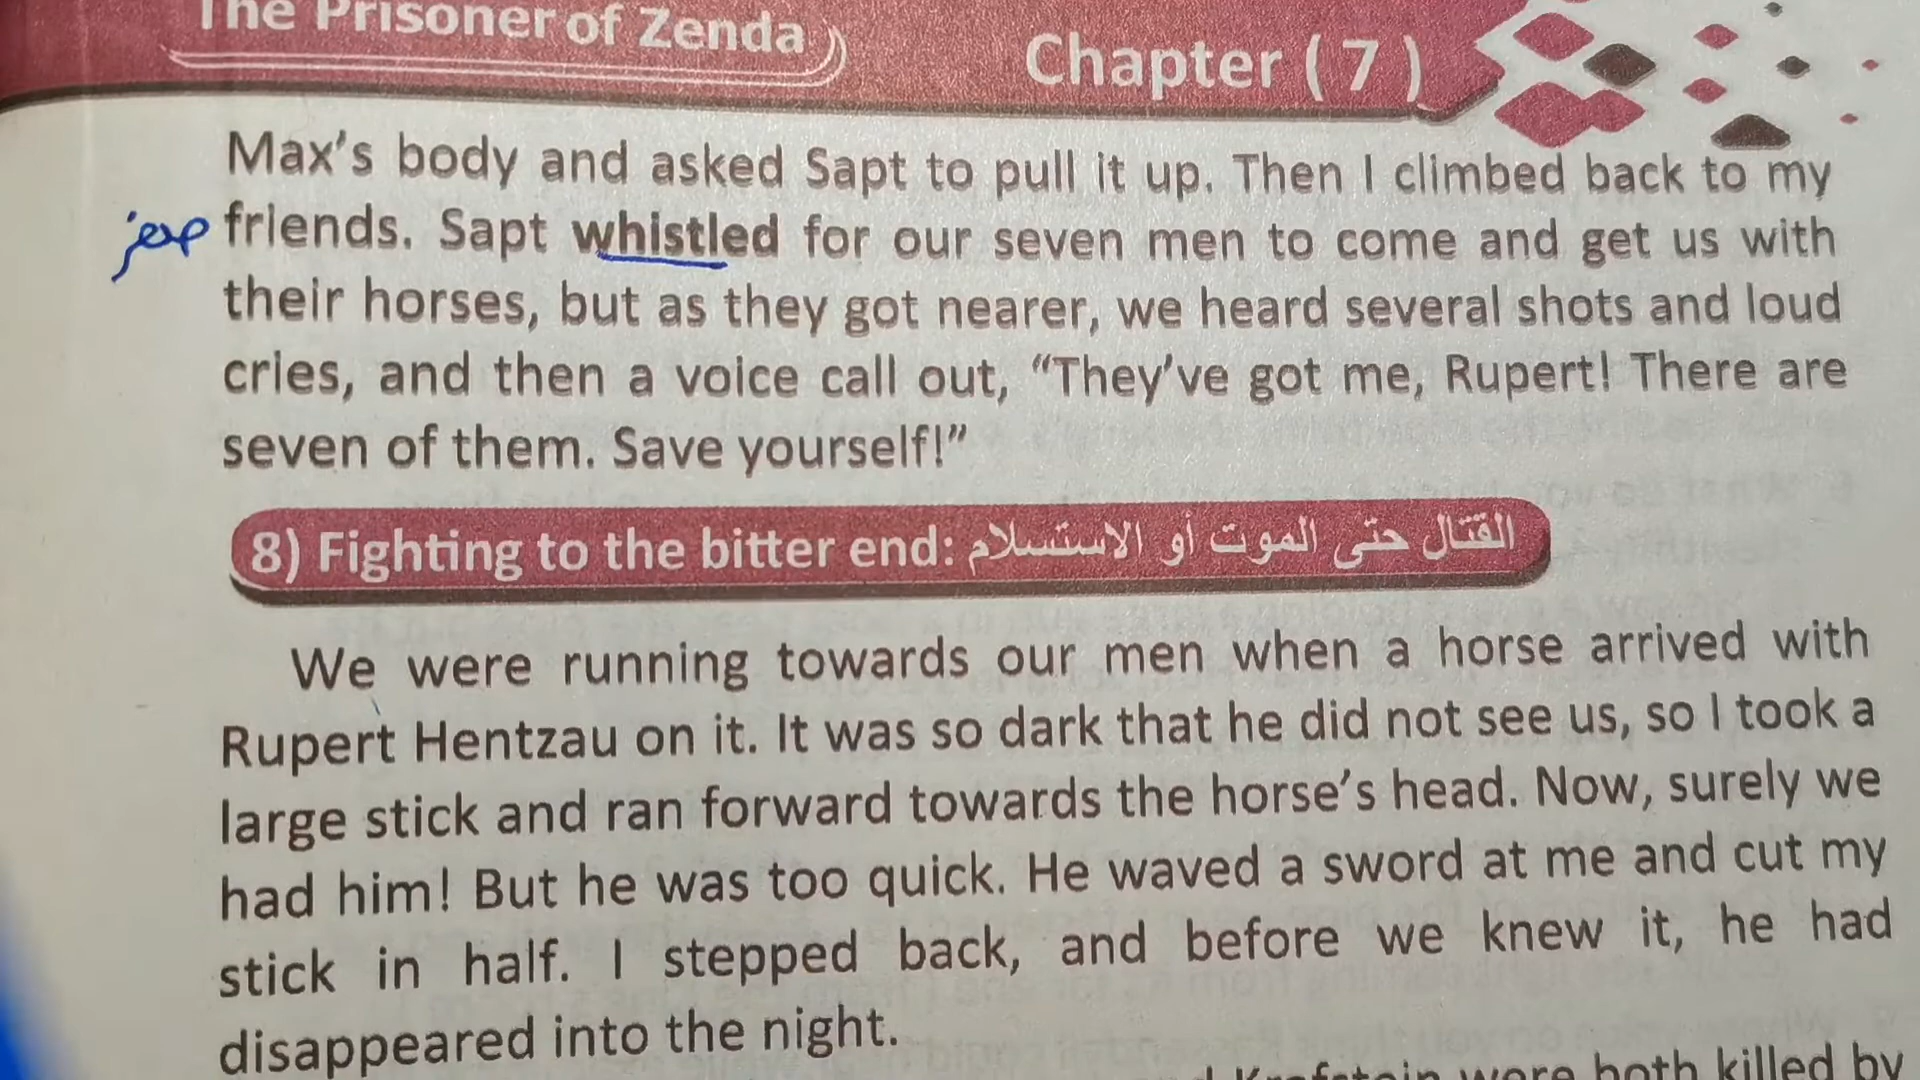 The Prisoner of Zenda
Chapter ( 7 )
Max's body and asked Sapt to pull it up. Then I climbed back to my
صفر
friends. Sapt whistled for our seven men to come and get us with
their horses, but as they got nearer, we heard several shots and loud
cries, and then a voice call out, "They've got me, Rupert! There are
seven of them. Save yourself!"
8) Fighting to the bitter end: القتال حتى الموت أو الاستسلام
We were running towards our men when a horse arrived with
Rupert Hentzau on it. It was so dark that he did not see us, so I took a
large stick and ran forward towards the horse's head. Now, surely we
had him! But he was too quick. He waved a sword at me and cut my
stick in half. I stepped back, and before we knew it, he had
disappeared into the night.
were both killed by